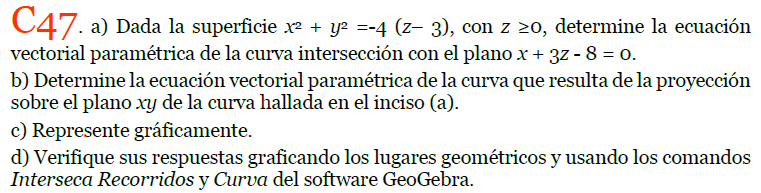 C47. a) Dada la superficie x² + y² =-4 (z– 3), con z ≥0, determine la ecuación
vectorial paramétrica de la curva intersección con el plano x + 3z - 8 = 0.
b) Determine la ecuación vectorial paramétrica de la curva que resulta de la proyección
sobre el plano xy de la curva hallada en el inciso (a).
c) Represente gráficamente.
d) Verifique sus respuestas graficando los lugares geométricos y usando los comandos
Interseca Recorridos y Curva del software GeoGebra.